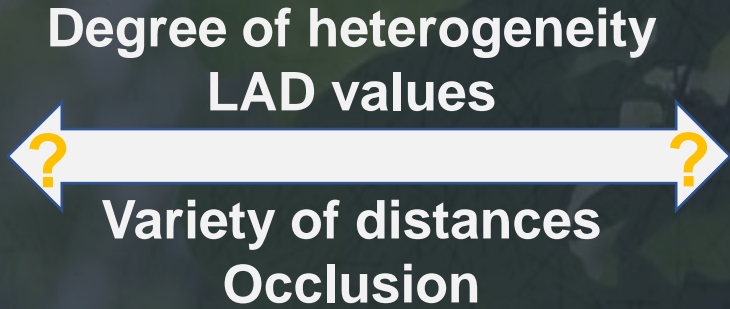 Degree of heterogeneity
LAD values
? ?
Variety of distances
Occlusion